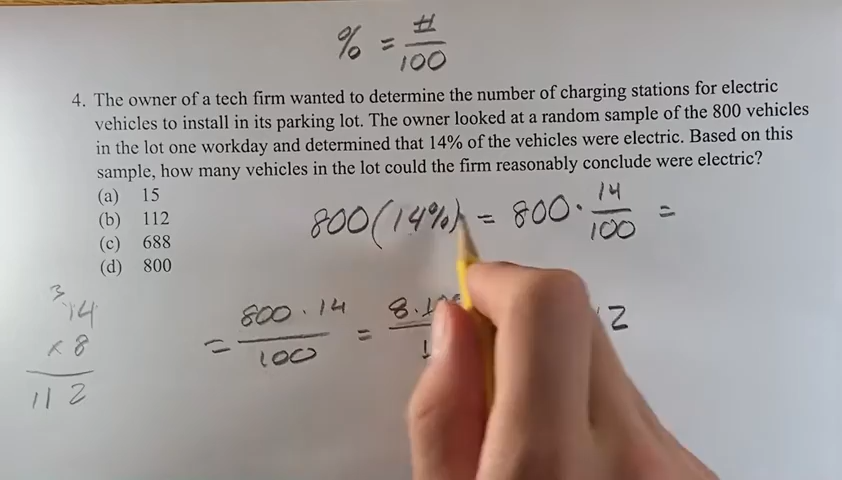 % = #/100
4. The owner of a tech firm wanted to determine the number of charging stations for electric
vehicles to install in its parking lot. The owner looked at a random sample of the 800 vehicles
in the lot one workday and determined that 14% of the vehicles were electric. Based on this
sample, how many vehicles in the lot could the firm reasonably conclude were electric?
(a) 15
(b) 112
(c) 688
(d) 800
800(14%) = 800 · 14/100 =
= 800 · 14/100 = 8 ·
3
14
× 8
112